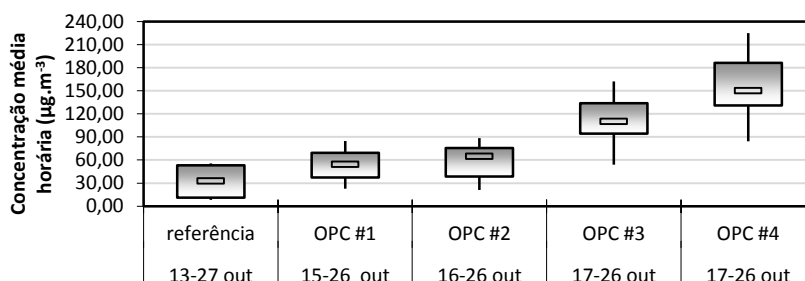 Concentração média
horária (µg.m⁻³)
240,00
210,00
180,00
150,00
120,00
90,00
60,00
30,00
0,00
referência OPC #1 OPC #2 OPC #3 OPC #4
13-27 out 15-26 out 16-26 out 17-26 out 17-26 out